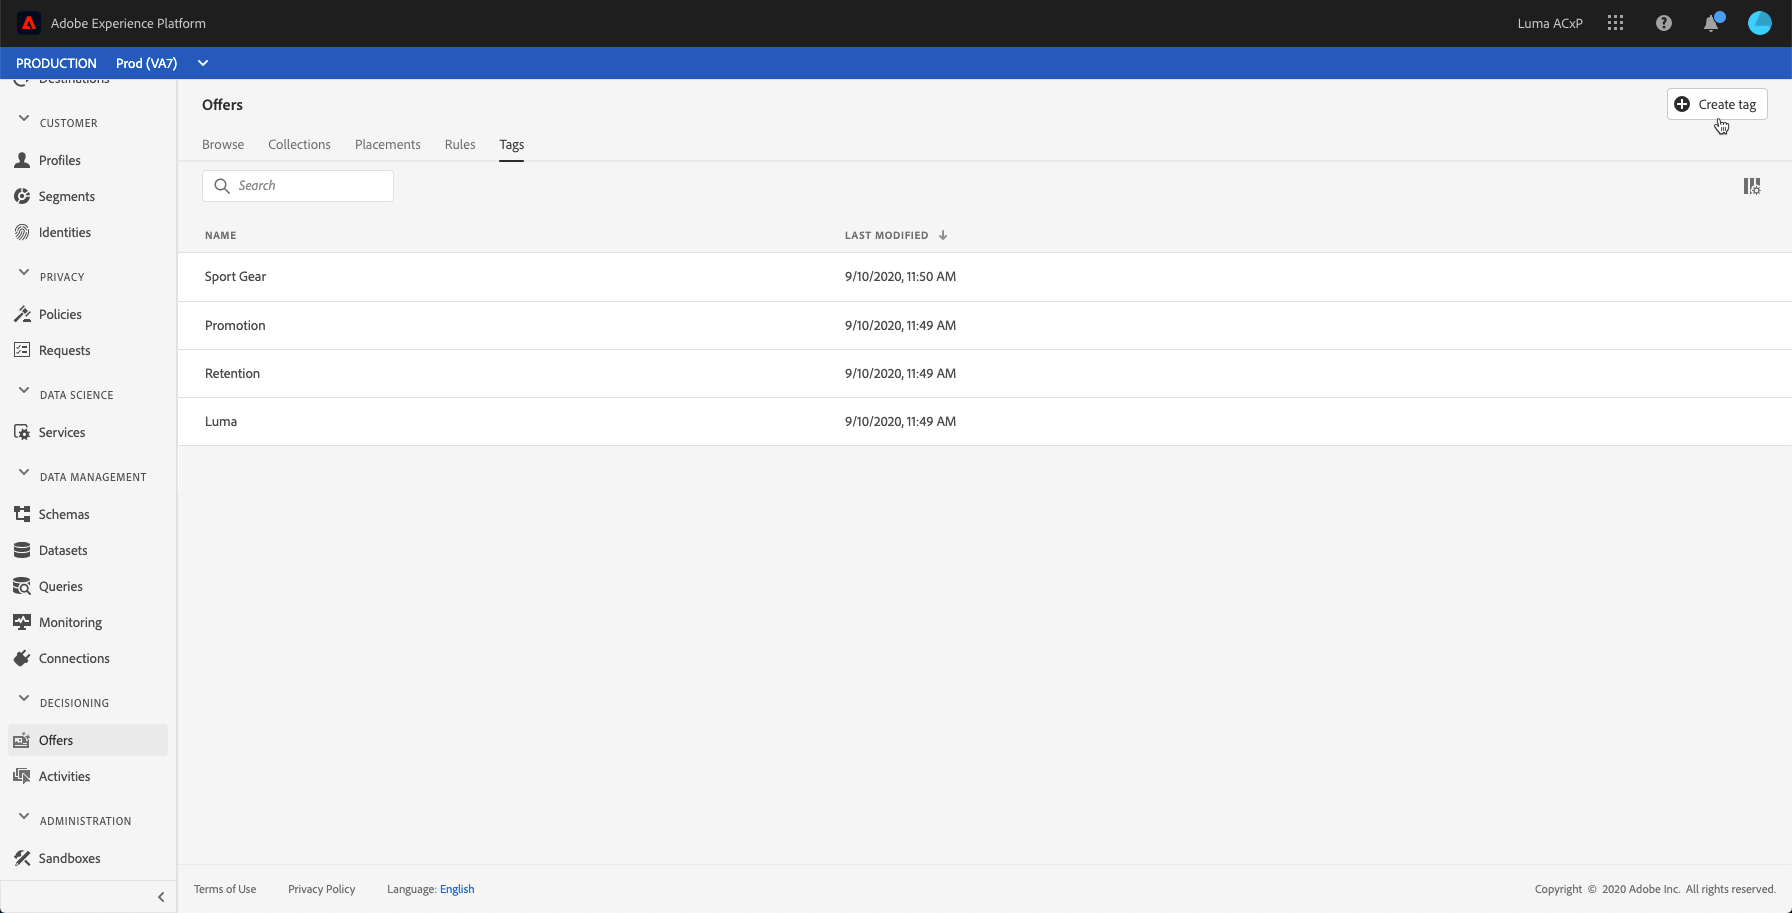 Adobe Experience Platform
Luma ACxP
PRODUCTION Prod (VA7)
Destinations
CUSTOMER
Profiles
Segments
Identities
PRIVACY
Policies
Requests
DATA SCIENCE
Services
DATA MANAGEMENT
Schemas
Datasets
Queries
Monitoring
Connections
DECISIONING
Offers
Activities
ADMINISTRATION
Sandboxes
Offers
Create tag
Browse Collections Placements Rules Tags
Search
NAME LAST MODIFIED
Sport Gear 9/10/2020, 11:50 AM
Promotion 9/10/2020, 11:49 AM
Retention 9/10/2020, 11:49 AM
Luma 9/10/2020, 11:49 AM
Terms of Use Privacy Policy Language: English
Copyright © 2020 Adobe Inc. All rights reserved.